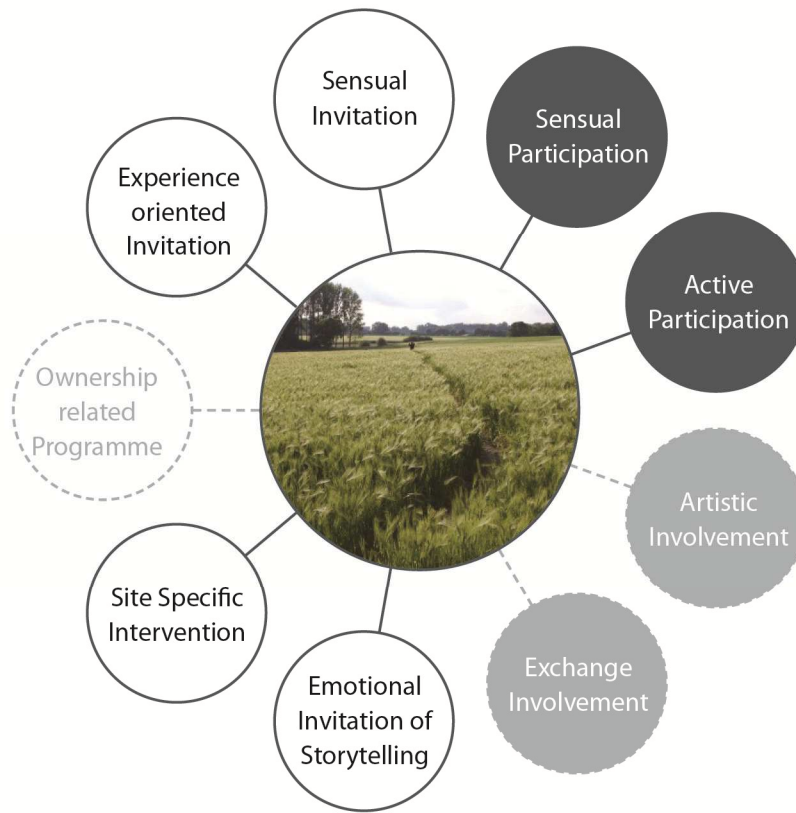 Sensual
Invitation
Sensual
Participation
Experience
oriented
Invitation
Active
Participation
Ownership
related
Programme
Artistic
Involvement
Site Specific
Intervention
Exchange
Involvement
Emotional
Invitation of
Storytelling